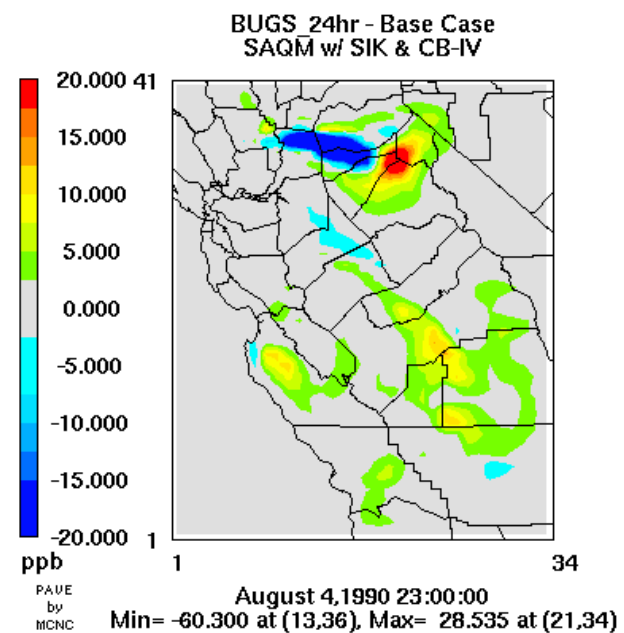 BUGS_24hr - Base Case
SAQM w/ SIK & CB-IV
20.000
15.000
10.000
5.000
0.000
-5.000
-10.000
-15.000
-20.000
ppb
41
1
1
34
PAVE
by
MCNC
August 4,1990 23:00:00
Min= -60.300 at (13,36), Max= 28.535 at (21,34)